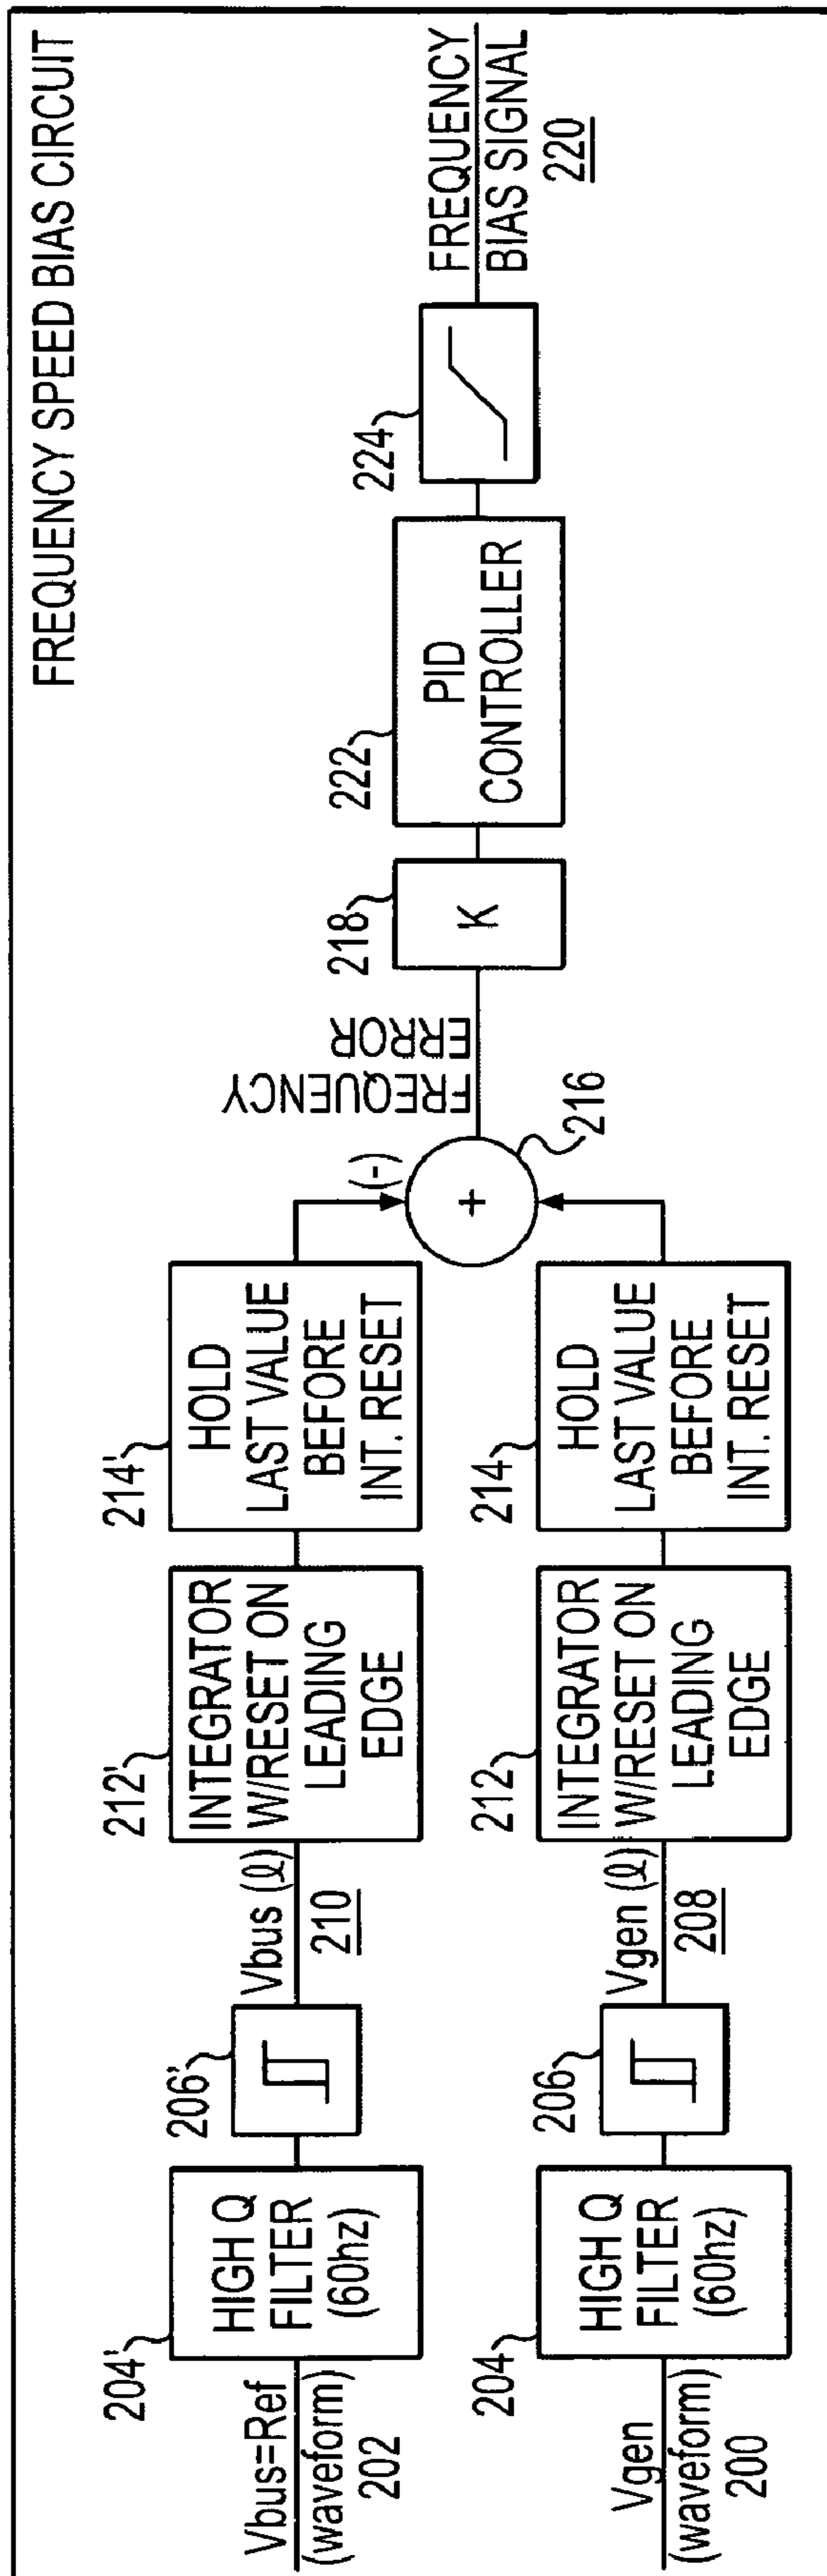 FREQUENCY SPEED BIAS CIRCUIT
Vbus=Ref
(waveform)
202
204'
HIGH Q
FILTER
(60hz)
206'
Vbus (ℓ)
210
212'
INTEGRATOR
W/RESET ON
LEADING
EDGE
214'
HOLD
LAST VALUE
BEFORE
INT. RESET
(-)
Vgen
(waveform)
200
204
HIGH Q
FILTER
(60hz)
206
Vgen (ℓ)
208
212
INTEGRATOR
W/RESET ON
LEADING
EDGE
214
HOLD
LAST VALUE
BEFORE
INT. RESET
+
216
FREQUENCY
ERROR
218
K
222
PID
CONTROLLER
224
FREQUENCY
BIAS SIGNAL
220